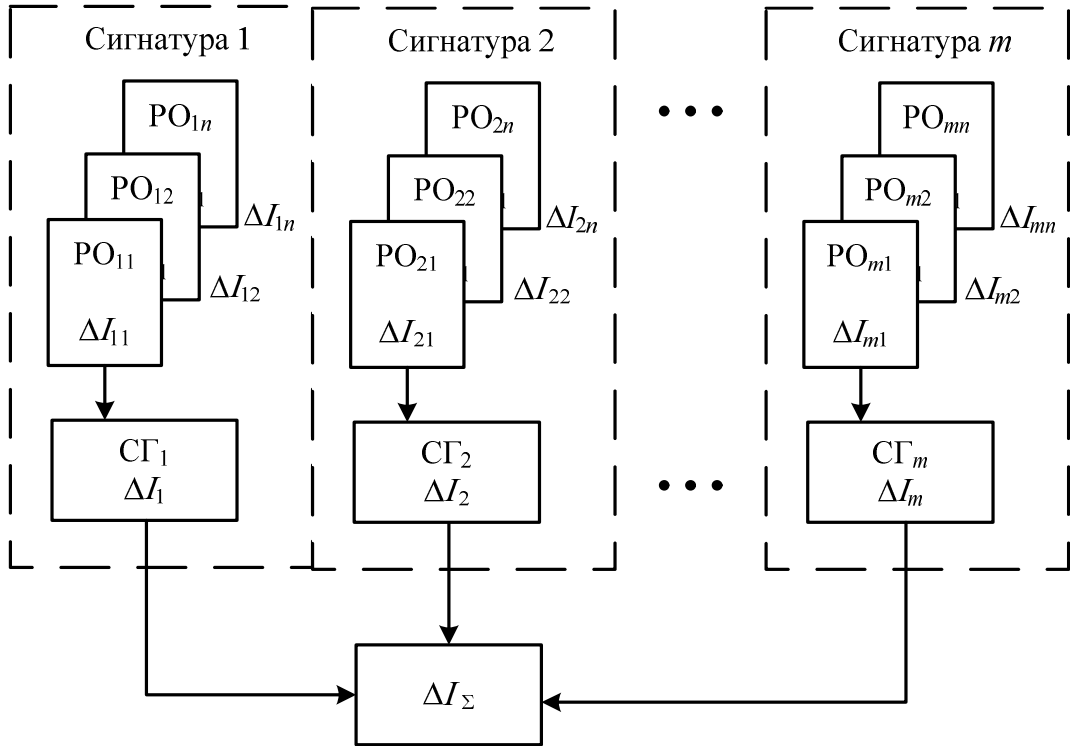 Сигнатура 1
РО1n
РО12
РО11
ΔI1n
ΔI12
ΔI11
СГ1
ΔI1
Сигнатура 2
РО2n
РО22
РО21
ΔI2n
ΔI22
ΔI21
СГ2
ΔI2
• • •
• • •
Сигнатура m
РОmn
РОm2
РОm1
ΔImn
ΔIm2
ΔIm1
СГm
ΔIm
ΔIΣ